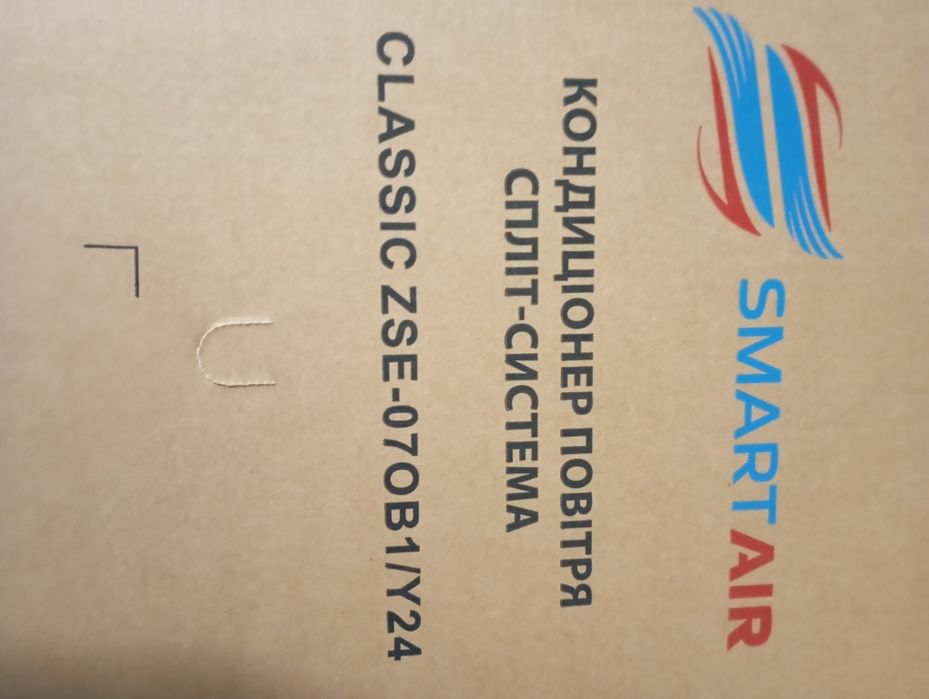 SMART AIR
КОНДИЦІОНЕР ПОВІТРЯ
СПЛІТ-СИСТЕМА
CLASSIC ZSE-07OB1/Y24